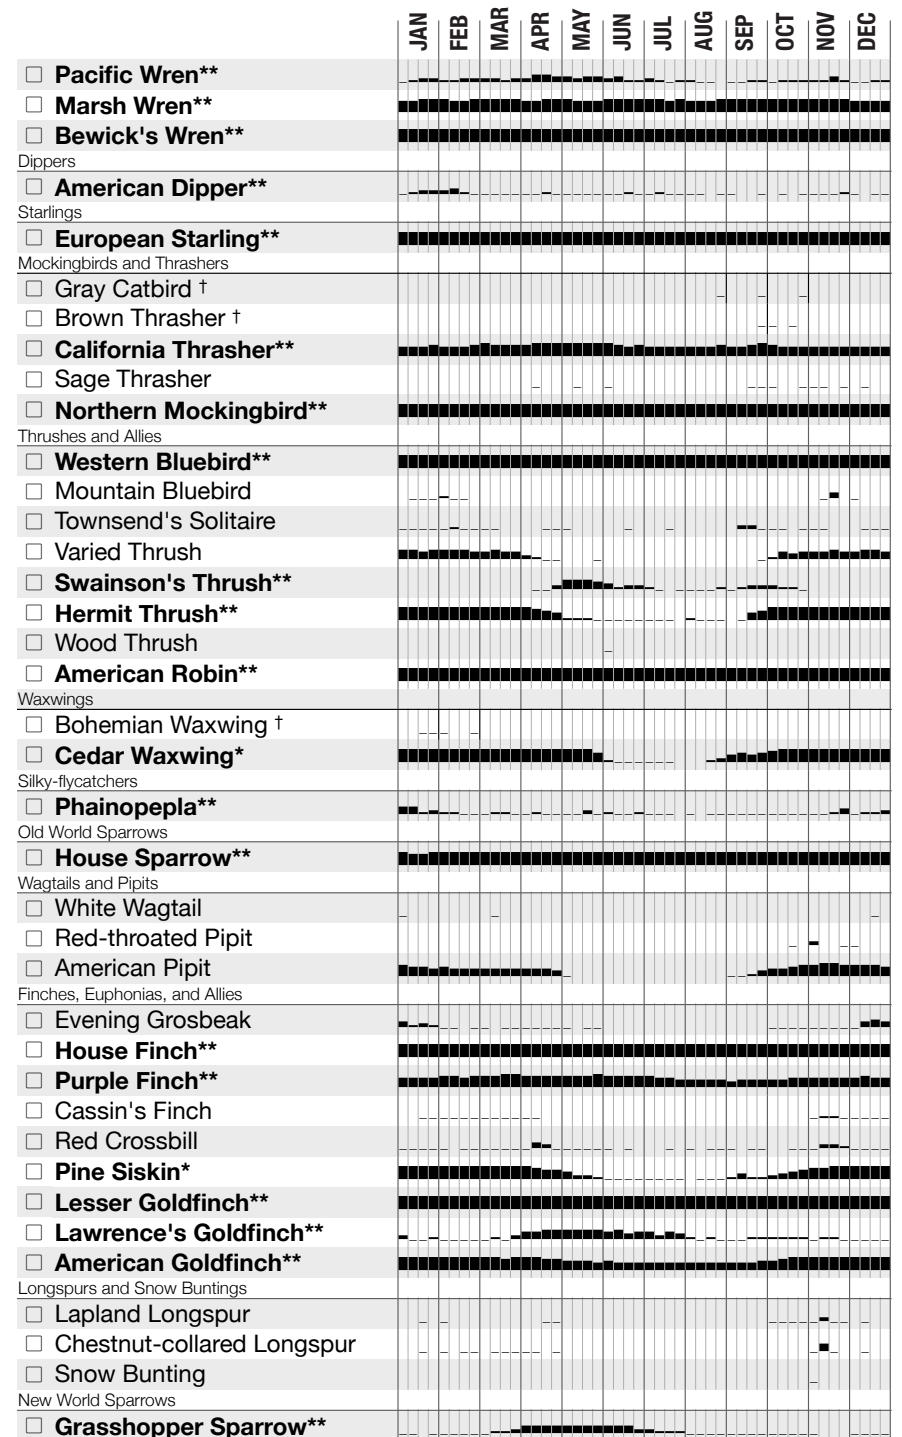 JAN FEB MAR APR MAY JUN JUL AUG SEP OCT NOV DEC
Pacific Wren**
Marsh Wren**
Bewick's Wren**
Dippers
American Dipper**
Starlings
European Starling**
Mockingbirds and Thrashers
Gray Catbird †
Brown Thrasher †
California Thrasher**
Sage Thrasher
Northern Mockingbird**
Thrushes and Allies
Western Bluebird**
Mountain Bluebird
Townsend's Solitaire
Varied Thrush
Swainson's Thrush**
Hermit Thrush**
Wood Thrush
American Robin**
Waxwings
Bohemian Waxwing †
Cedar Waxwing*
Silky-flycatchers
Phainopepla**
Old World Sparrows
House Sparrow**
Wagtails and Pipits
White Wagtail
Red-throated Pipit
American Pipit
Finches, Euphonias, and Allies
Evening Grosbeak
House Finch**
Purple Finch**
Cassin's Finch
Red Crossbill
Pine Siskin*
Lesser Goldfinch**
Lawrence's Goldfinch**
American Goldfinch**
Longspurs and Snow Buntings
Lapland Longspur
Chestnut-collared Longspur
Snow Bunting
New World Sparrows
Grasshopper Sparrow**